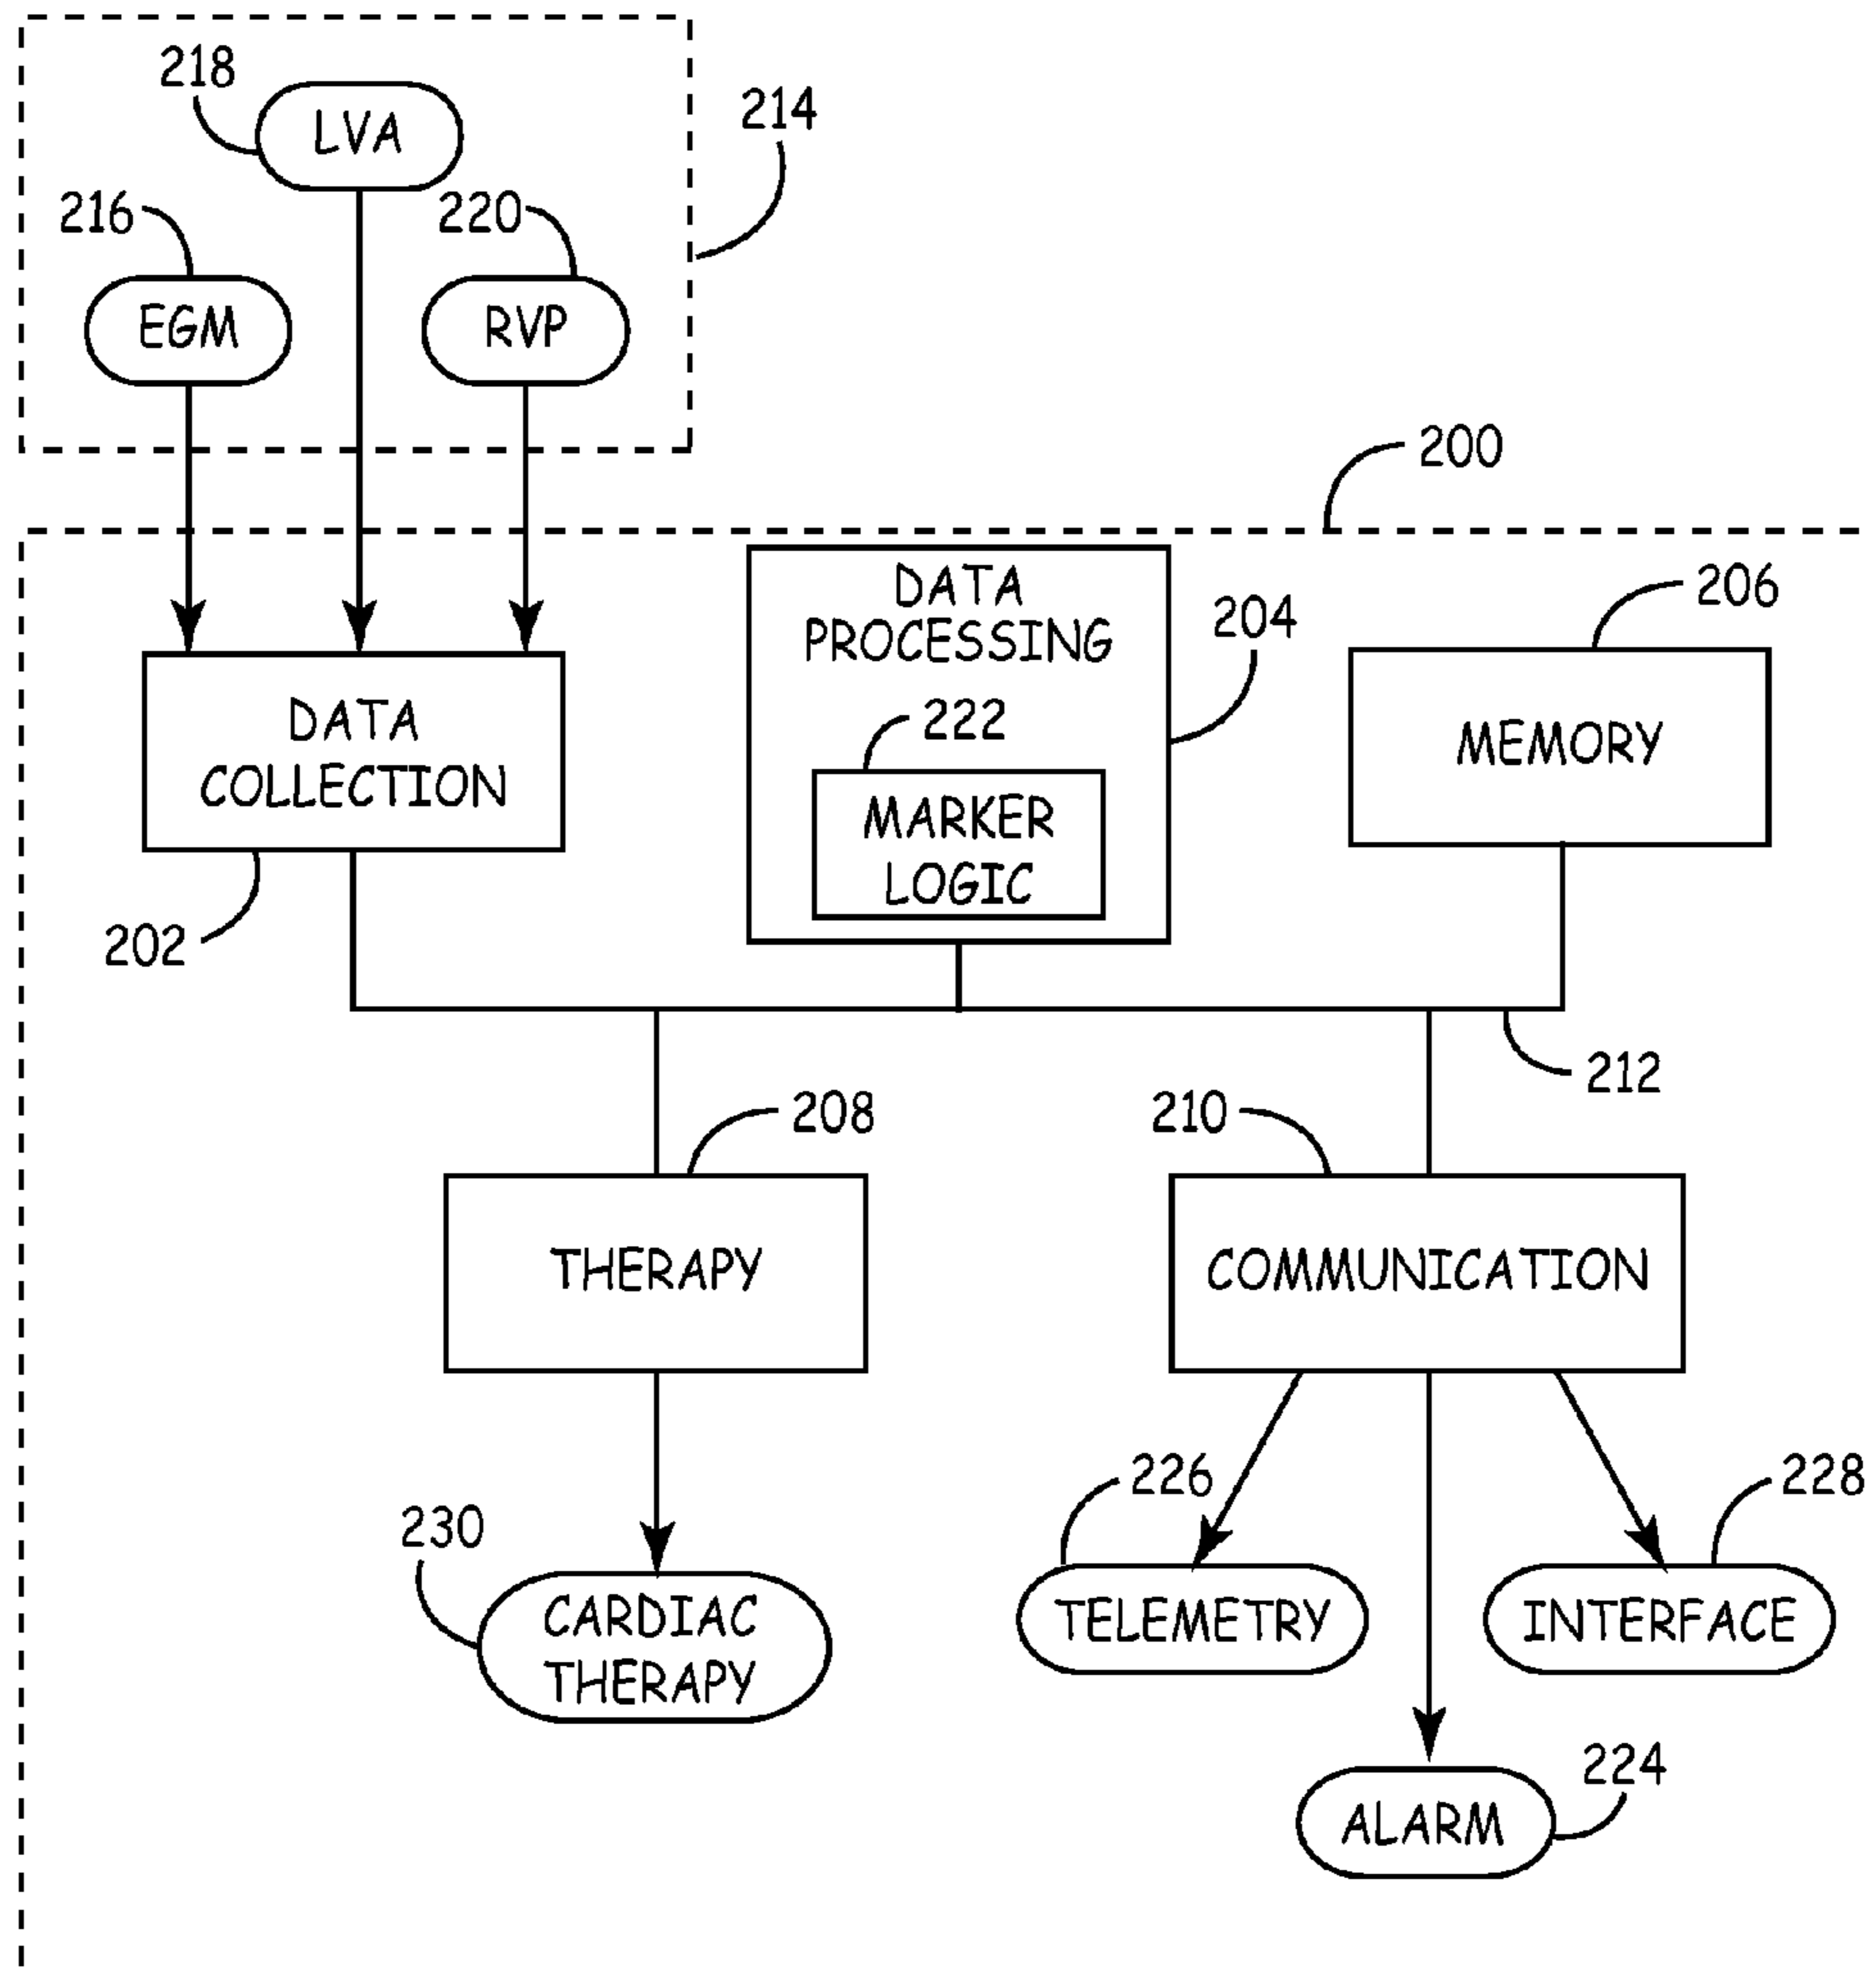 218
LVA
214
216
220
EGM
RVP
200
DATA
PROCESSING
204
206
222
DATA
COLLECTION
MEMORY
MARKER
LOGIC
202
212
208
210
THERAPY
COMMUNICATION
226
228
230
CARDIAC
THERAPY
TELEMETRY
INTERFACE
224
ALARM